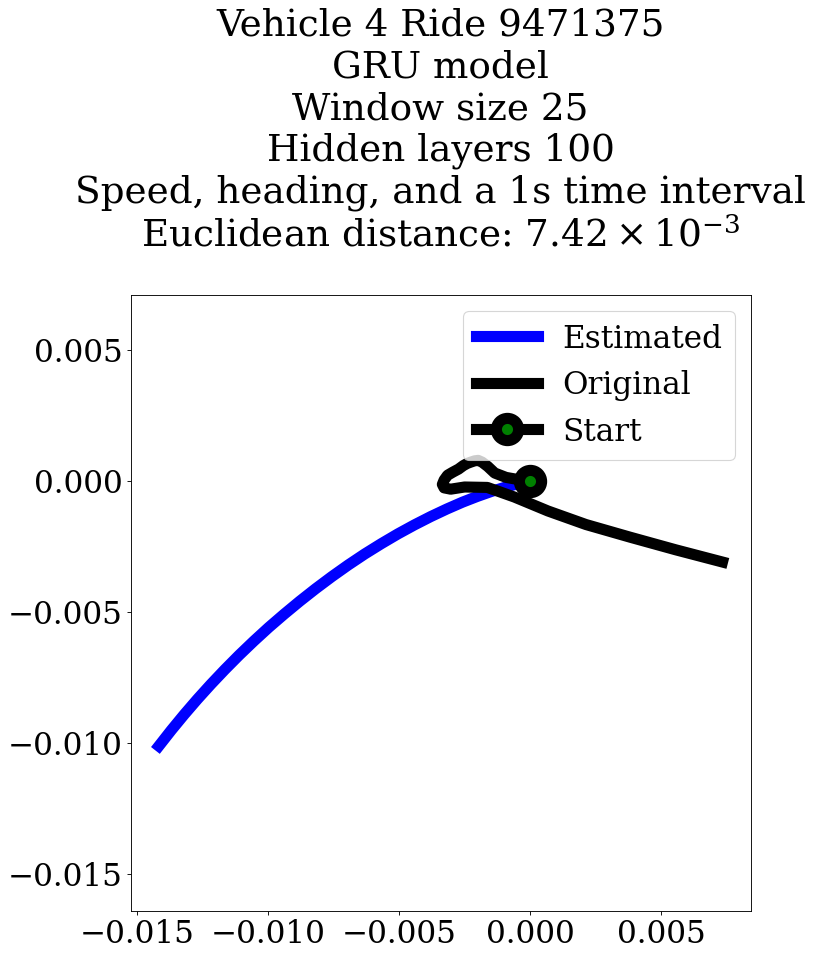 Vehicle 4 Ride 9471375
GRU model
Window size 25
Hidden layers 100
Speed, heading, and a 1s time interval
Euclidean distance: 7.42 × 10⁻³
Estimated
Original
Start
0.005
0.000
−0.005
−0.010
−0.015
−0.015 −0.010 −0.005 0.000 0.005